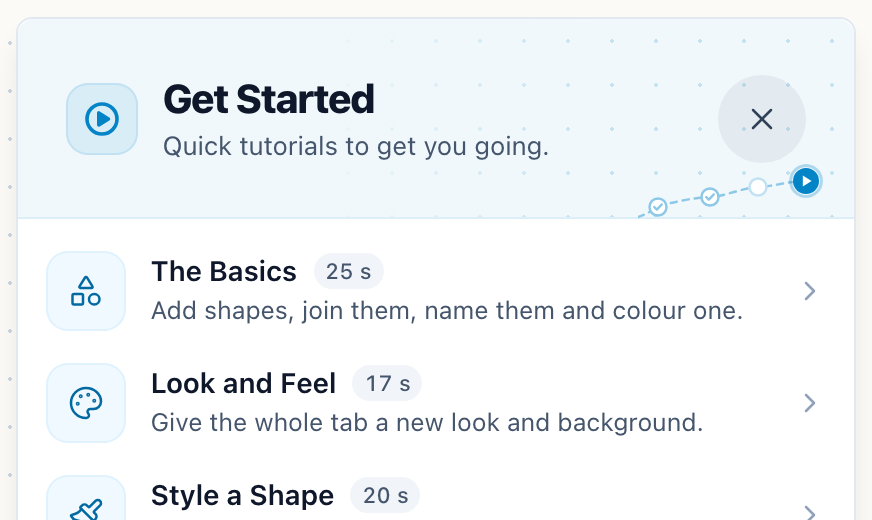 Get Started
Quick tutorials to get you going.
The Basics 25 s
Add shapes, join them, name them and colour one.
Look and Feel 17 s
Give the whole tab a new look and background.
Style a Shape 20 s